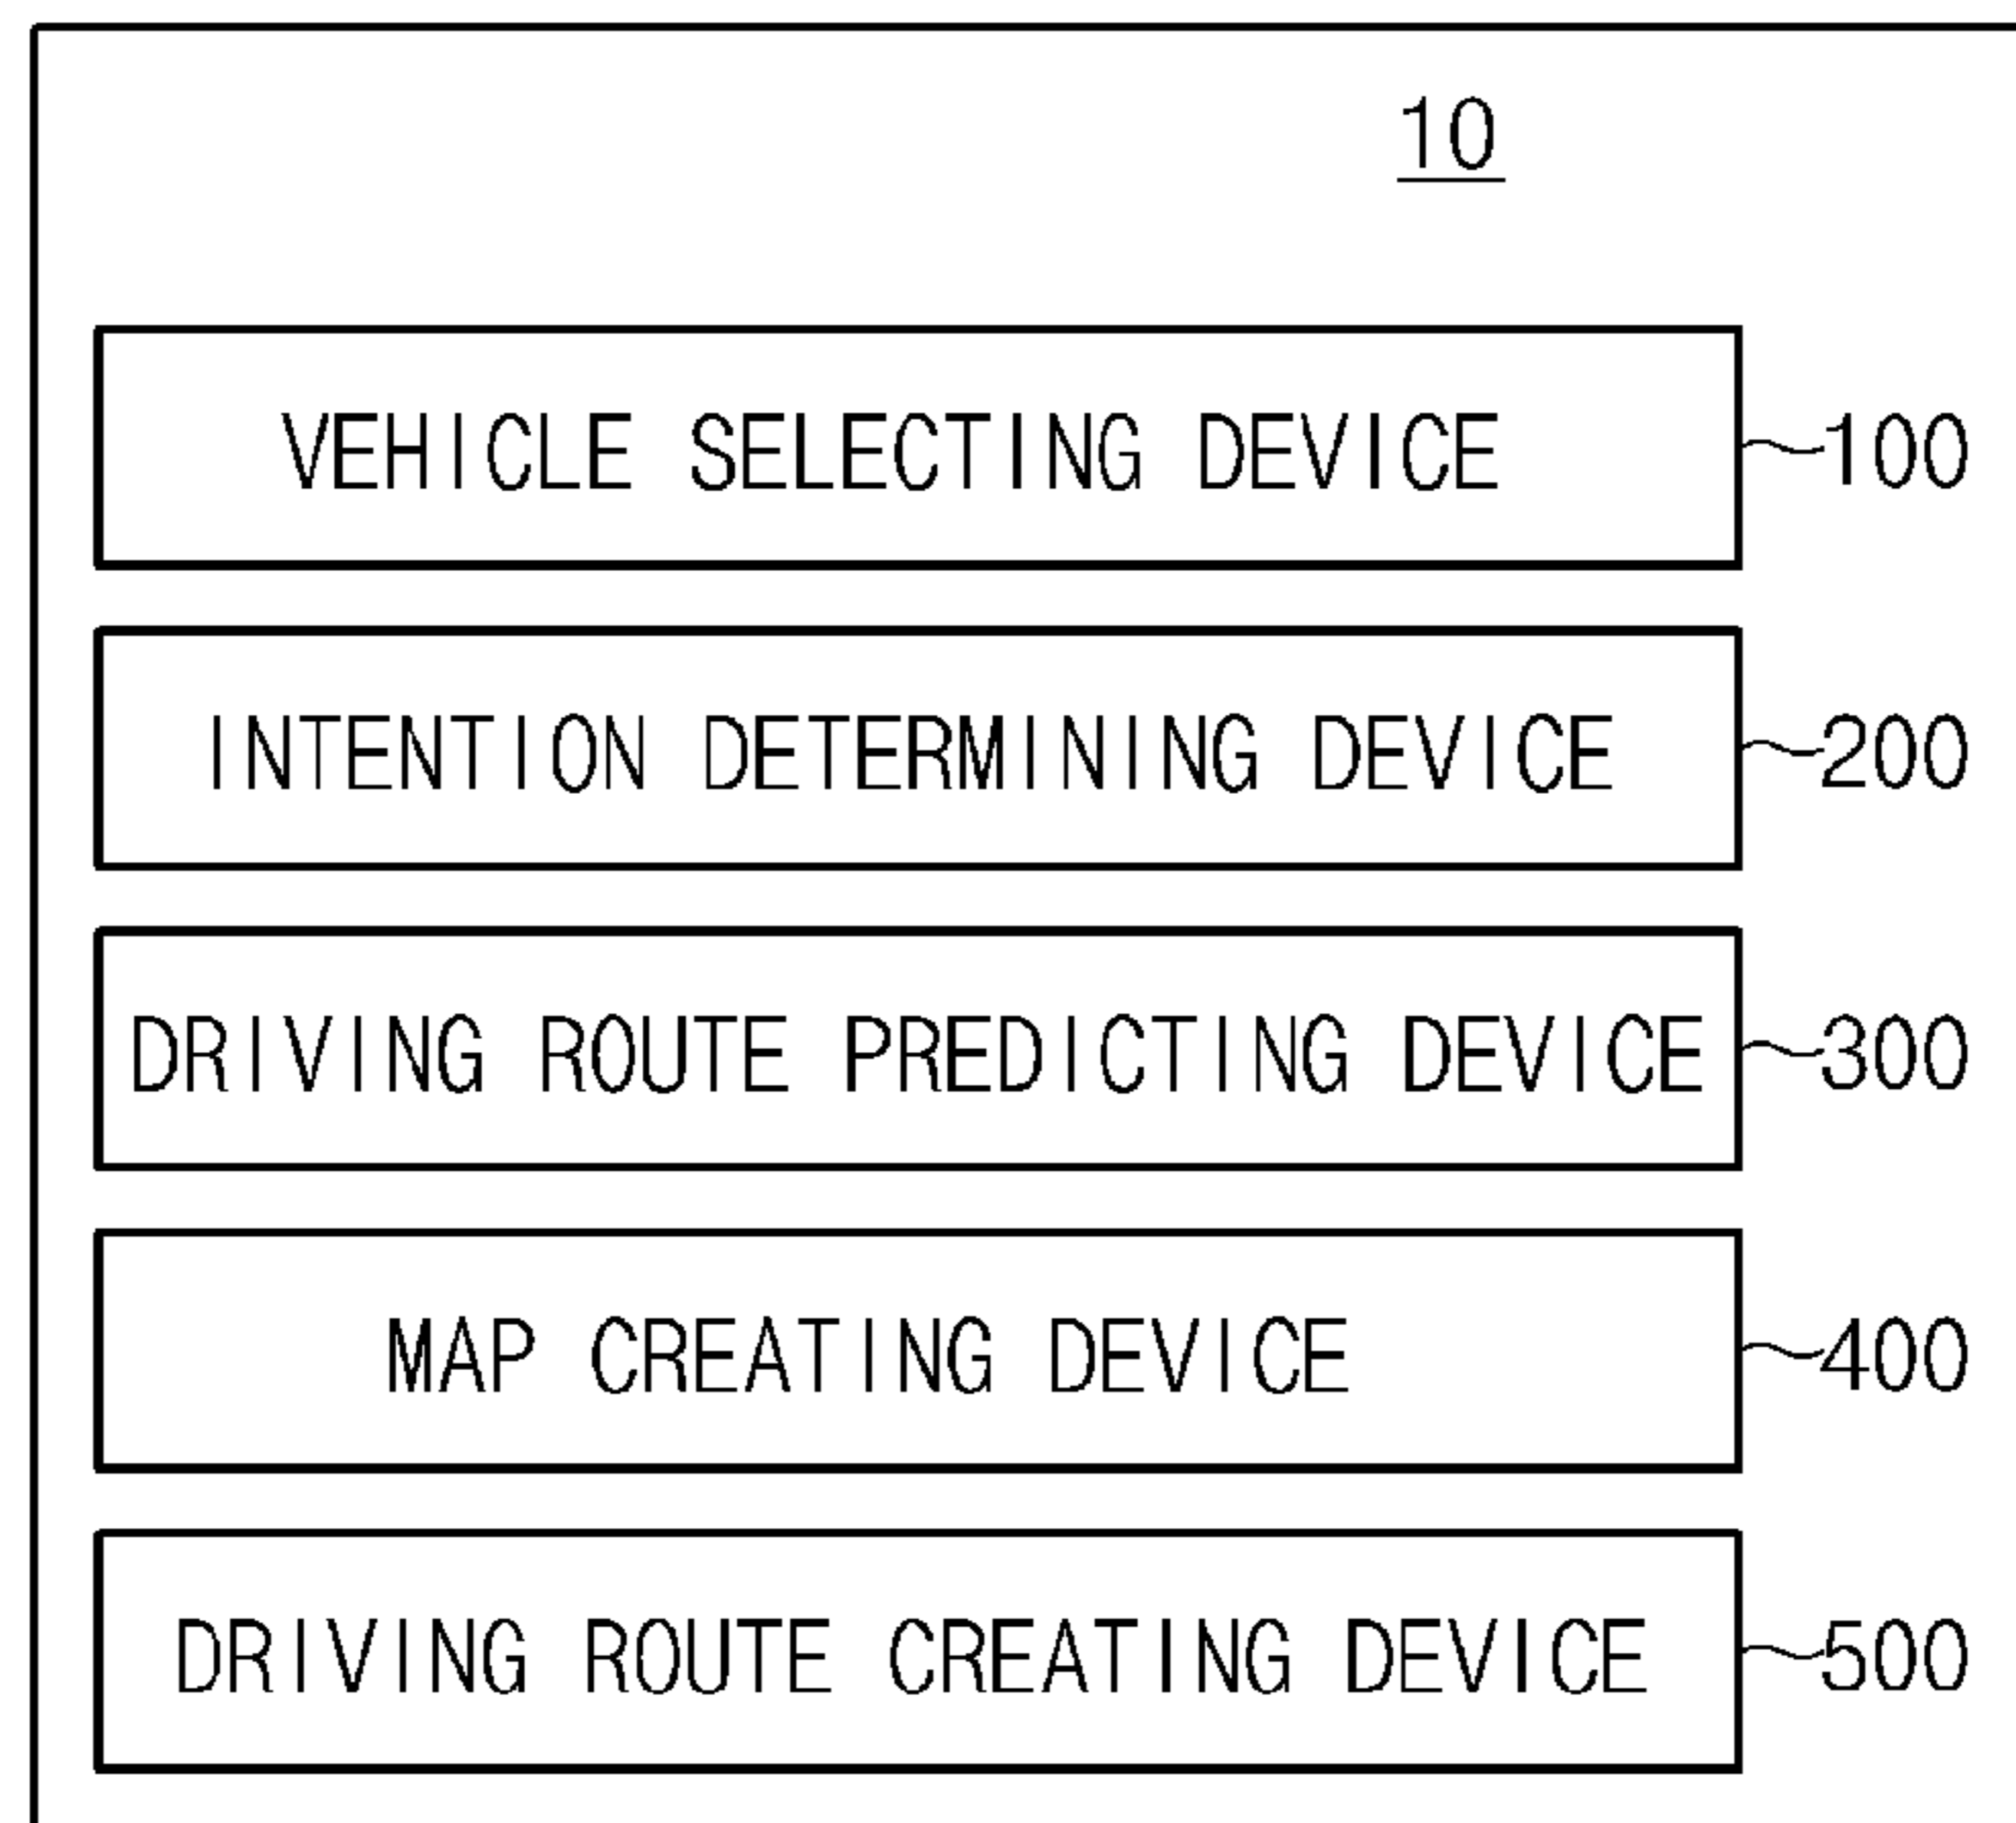 10
VEHICLE SELECTING DEVICE 100
INTENTION DETERMINING DEVICE 200
DRIVING ROUTE PREDICTING DEVICE 300
MAP CREATING DEVICE 400
DRIVING ROUTE CREATING DEVICE 500